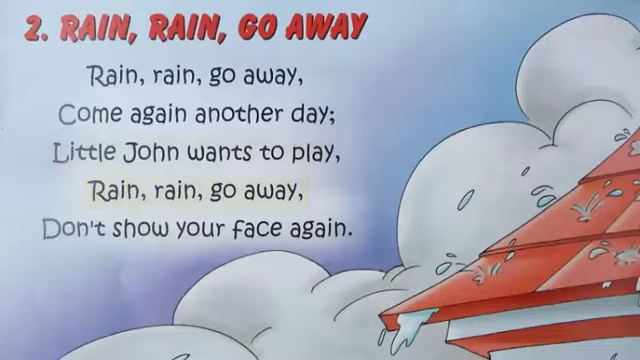 2. RAIN, RAIN, GO AWAY
Rain, rain, go away,
Come again another day;
Little John wants to play,
Rain, rain, go away,
Don't show your face again.